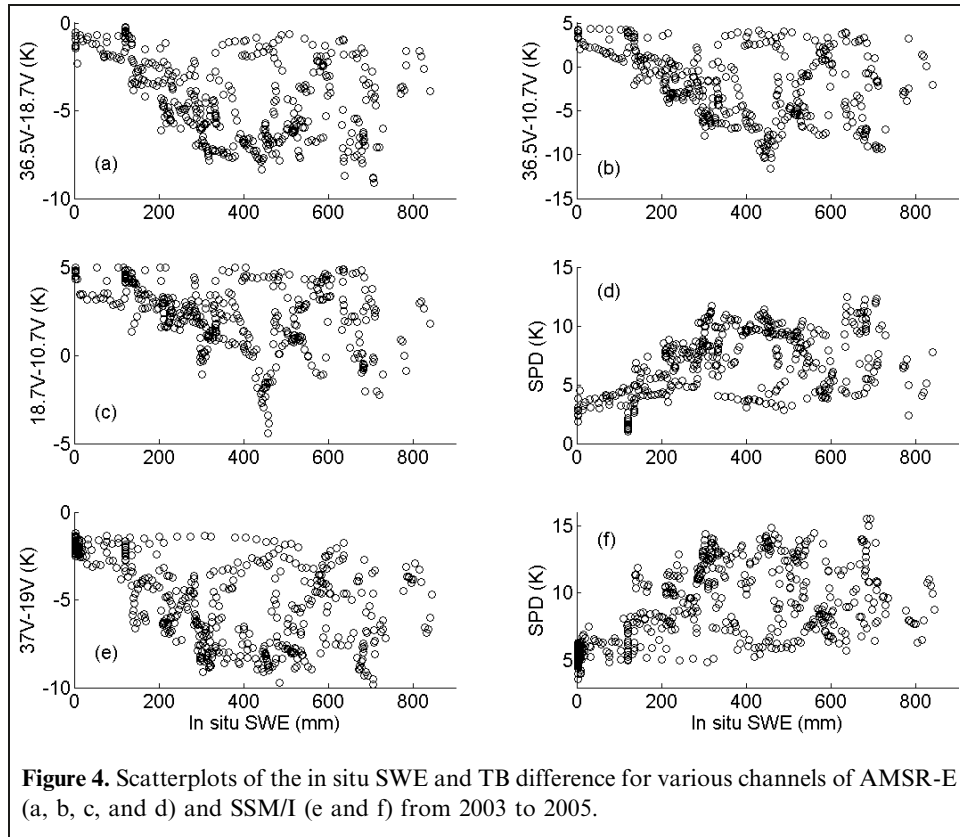 0
-5
-10
36.5V-18.7V (K)
(a)
0 200 400 600 800
5
0
-5
-10
-15
36.5V-10.7V (K)
(b)
0 200 400 600 800
5
0
-5
18.7V-10.7V (K)
(c)
0 200 400 600 800
15
10
5
0
SPD (K)
(d)
0 200 400 600 800
0
-5
-10
37V-19V (K)
(e)
0 200 400 600 800
In situ SWE (mm)
15
10
5
SPD (K)
(f)
0 200 400 600 800
In situ SWE (mm)
Figure 4. Scatterplots of the in situ SWE and TB difference for various channels of AMSR-E
(a, b, c, and d) and SSM/I (e and f) from 2003 to 2005.